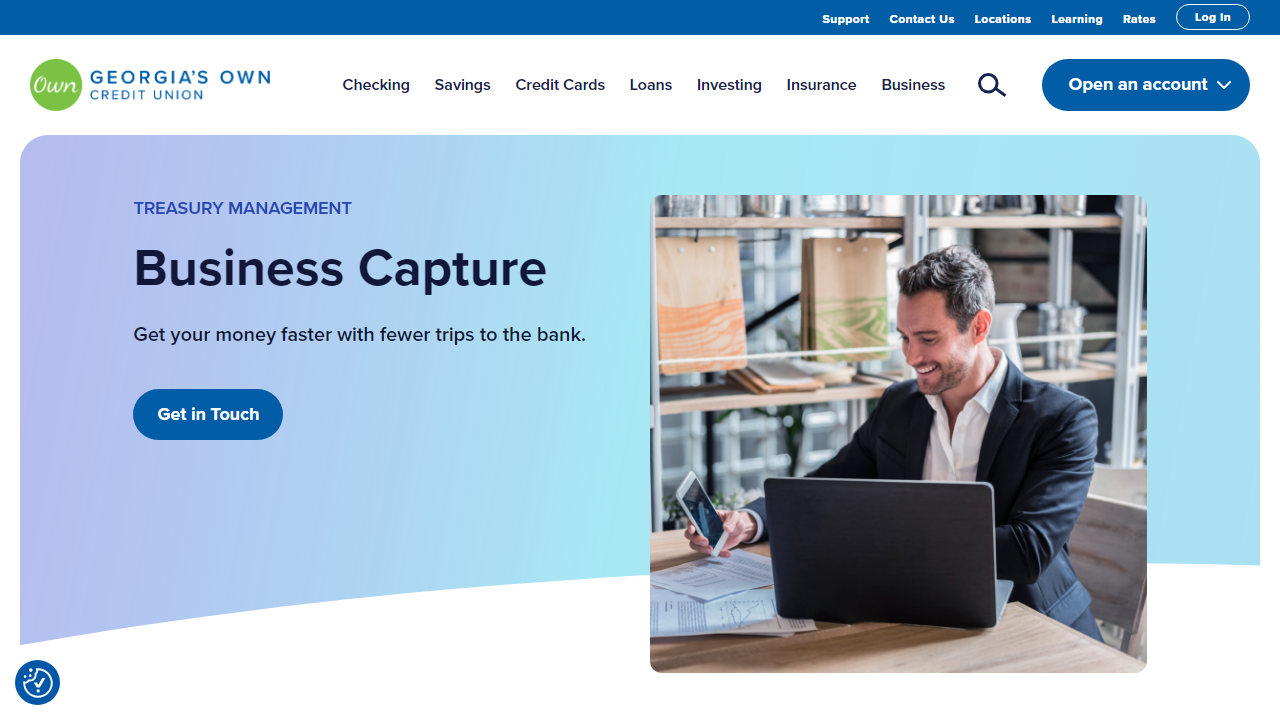 Support Contact Us Locations Learning Rates Log In
Own GEORGIA'S OWN
CREDIT UNION
Checking Savings Credit Cards Loans Investing Insurance Business Open an account
TREASURY MANAGEMENT
Business Capture
Get your money faster with fewer trips to the bank.
Get in Touch